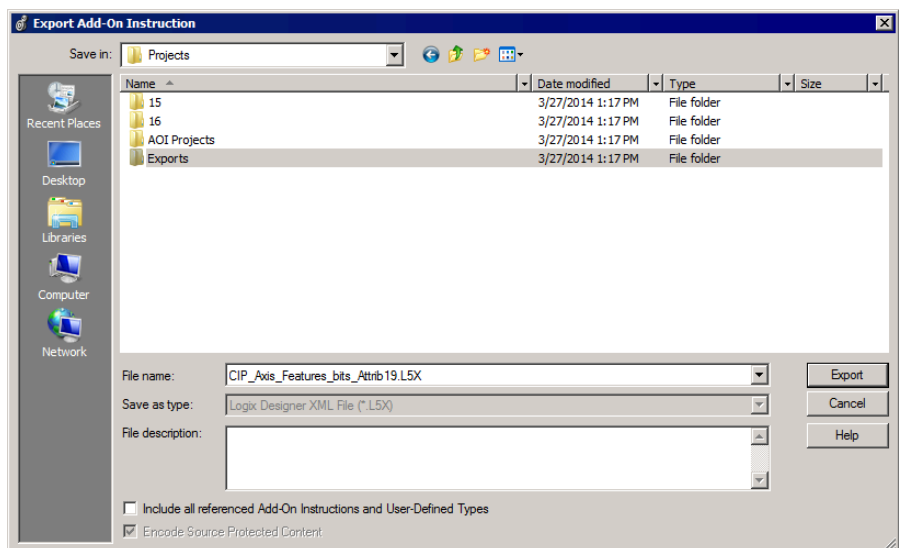 Export Add-On Instruction
Save in: Projects
Name Date modified Type Size
15 3/27/2014 1:17 PM File folder
16 3/27/2014 1:17 PM File folder
AOI Projects 3/27/2014 1:17 PM File folder
Exports 3/27/2014 1:17 PM File folder
Recent Places
Desktop
Libraries
Computer
Network
File name: CIP_Axis_Features_bits_Attrib19.L5X Export
Save as type: Logix Designer XML File (*.L5X) Cancel
File description: Help
Include all referenced Add-On Instructions and User-Defined Types
Encode Source Protected Content